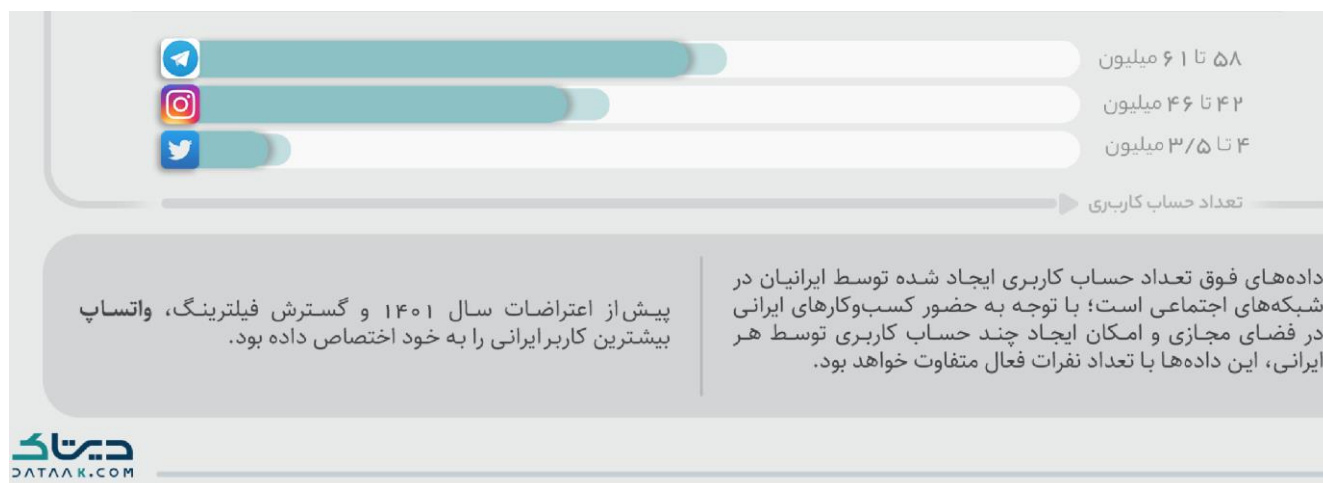 ۵۸ تا ۶۱ میلیون
۴۲ تا ۴۶ میلیون
۴ تا ۳/۵ میلیون
تعداد حساب کاربری
داده‌های فوق تعداد حساب کاربری ایجاد شده توسط ایرانیان در
شبکه‌های اجتماعی است؛ با توجه به حضور کسب‌وکارهای ایرانی
در فضای مجازی و امکان ایجاد چند حساب کاربری توسط هر
ایرانی، این داده‌ها با تعداد نفرات فعال متفاوت خواهد بود.
پیش از اعتراضات سال ۱۴۰۱ و گسترش فیلترینگ، واتساپ
بیشترین کاربر ایرانی را به خود اختصاص داده بود.
دیتاک
DATAAK.COM